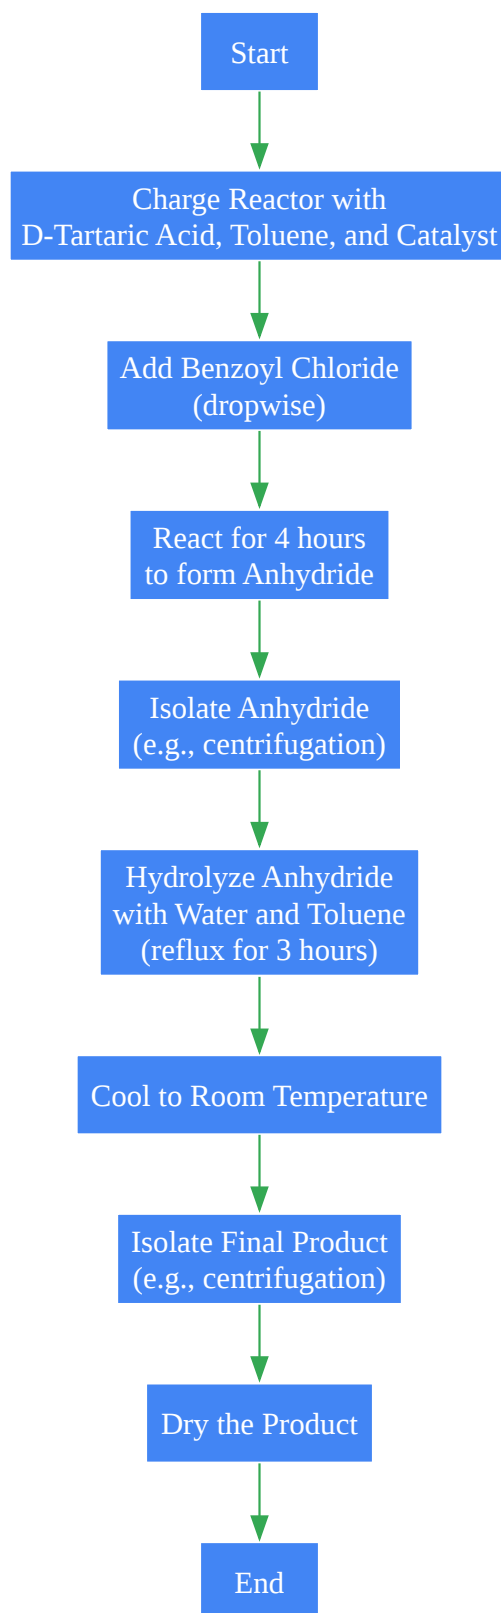 Start
Charge Reactor with
D-Tartaric Acid, Toluene, and Catalyst
Add Benzoyl Chloride
(dropwise)
React for 4 hours
to form Anhydride
Isolate Anhydride
(e.g., centrifugation)
Hydrolyze Anhydride
with Water and Toluene
(reflux for 3 hours)
Cool to Room Temperature
Isolate Final Product
(e.g., centrifugation)
Dry the Product
End